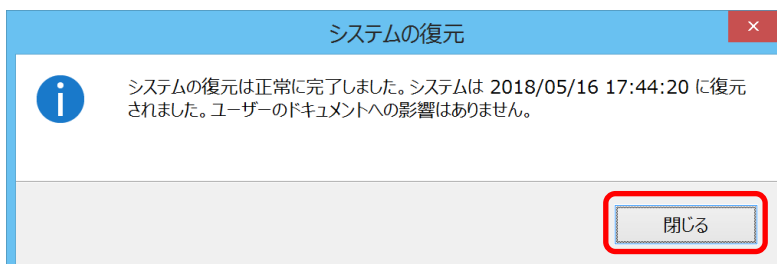 システムの復元
×
システムの復元は正常に完了しました。システムは 2018/05/16 17:44:20 に復元
されました。ユーザーのドキュメントへの影響はありません。
閉じる